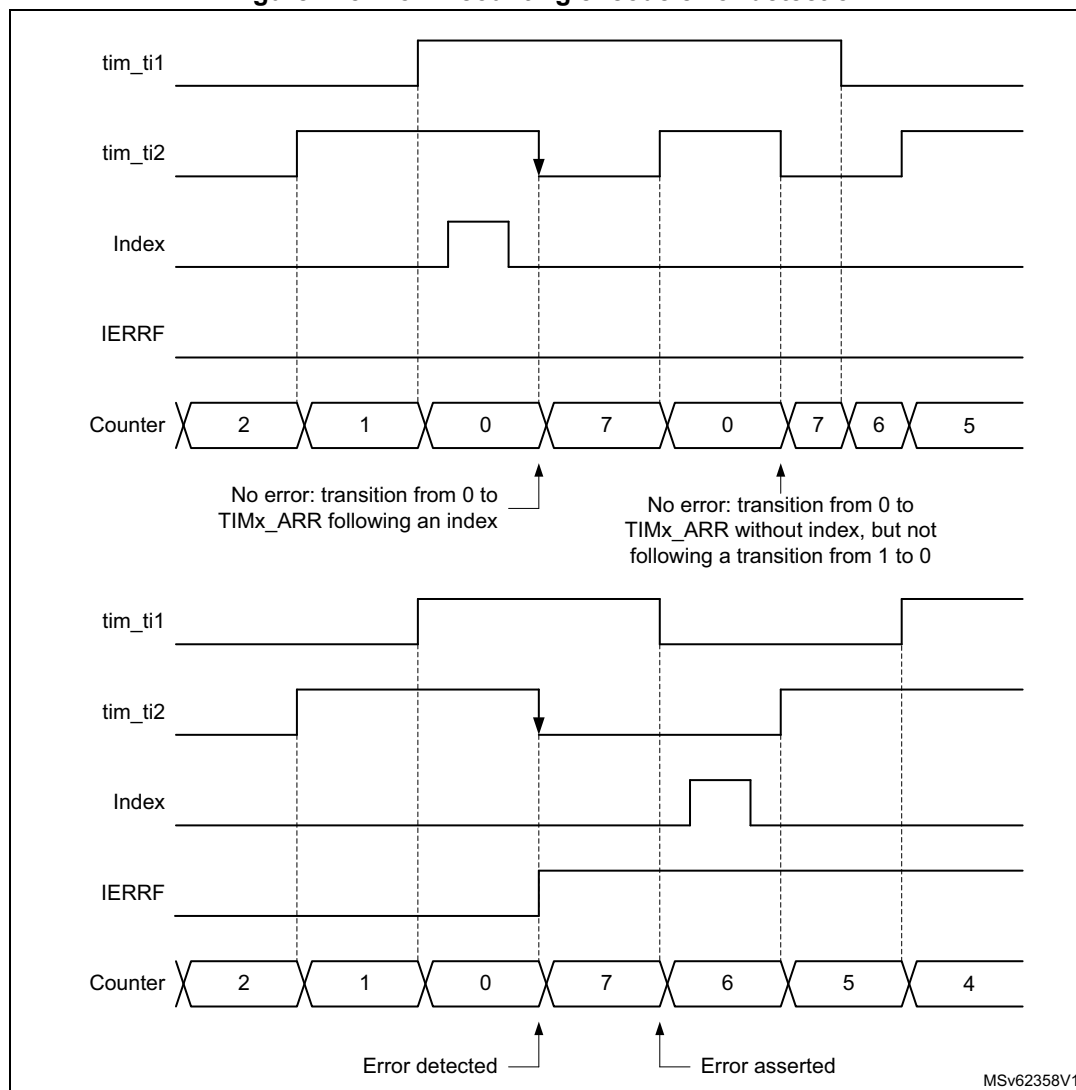 tim_ti1
tim_ti2
Index
IERRF
Counter 2 1 0 7 0 7 6 5
No error: transition from 0 to
TIMx_ARR following an index
No error: transition from 0 to
TIMx_ARR without index, but not
following a transition from 1 to 0
tim_ti1
tim_ti2
Index
IERRF
Counter 2 1 0 7 6 5 4
Error detected
Error asserted
MSv62358V1